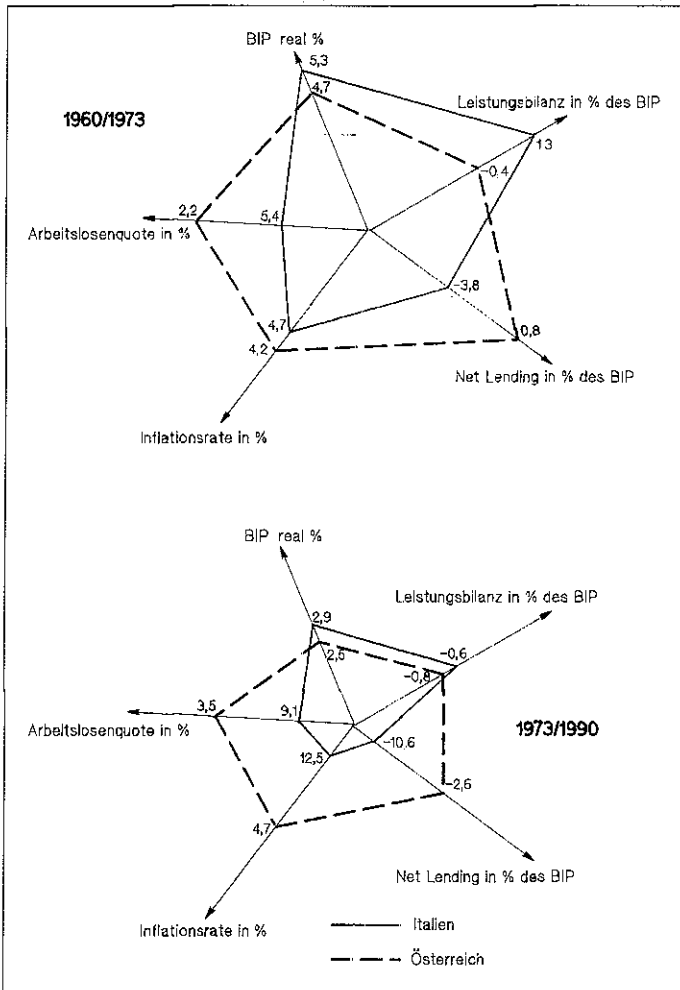 BIP real %
5,3
4,7
Leistungsbilanz in % des BIP
1960/1973
13
-0,4
2,2
5,4
Arbeitslosenquote in %
-3,8
4,7
4,2
0,8
Net Lending in % des BIP
Inflationsrate in %
BIP real %
Leistungsbilanz in % des BIP
2,9
2,5
-0,6
-0,8
3,5
9,1
Arbeitslosenquote in %
1973/1990
-10,6
12,5
-2,6
4,7
Net Lending in % des BIP
Inflationsrate in %
Italien
Österreich